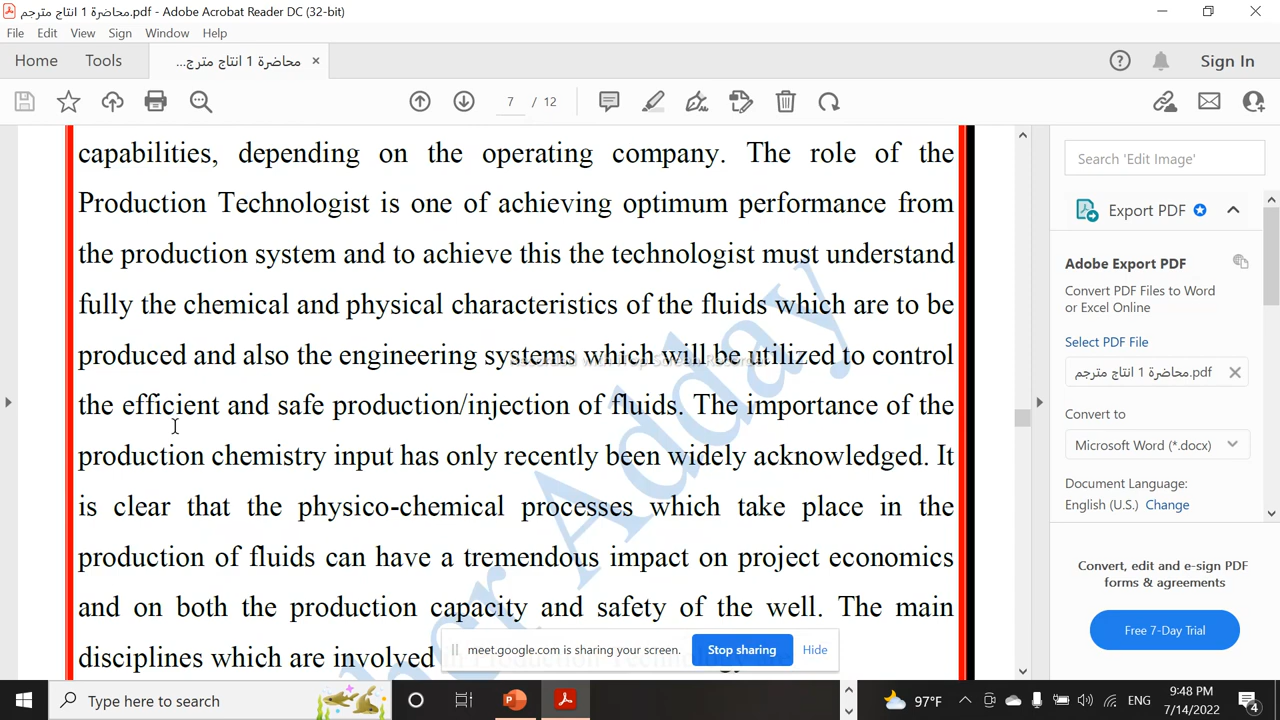 محاضرة 1 انتاج مترجم.pdf - Adobe Acrobat Reader DC (32-bit)
File Edit View Sign Window Help
Home Tools محاضرة 1 انتاج مترج... × Sign In
7 / 12
capabilities, depending on the operating company. The role of the
Production Technologist is one of achieving optimum performance from
the production system and to achieve this the technologist must understand
fully the chemical and physical characteristics of the fluids which are to be
produced and also the engineering systems which will be utilized to control
the efficient and safe production/injection of fluids. The importance of the
production chemistry input has only recently been widely acknowledged. It
is clear that the physico-chemical processes which take place in the
production of fluids can have a tremendous impact on project economics
and on both the production capacity and safety of the well. The main
disciplines which are involved
Adday
meet.google.com is sharing your screen. Stop sharing Hide
Search 'Edit Image'
Export PDF
Adobe Export PDF
Convert PDF Files to Word
or Excel Online
Select PDF File
محاضرة 1 انتاج مترجم.pdf
Convert to
Microsoft Word (*.docx)
Document Language:
English (U.S.) Change
Convert, edit and e-sign PDF
forms & agreements
Free 7-Day Trial
Type here to search
97°F ENG
9:48 PM
7/14/2022
4